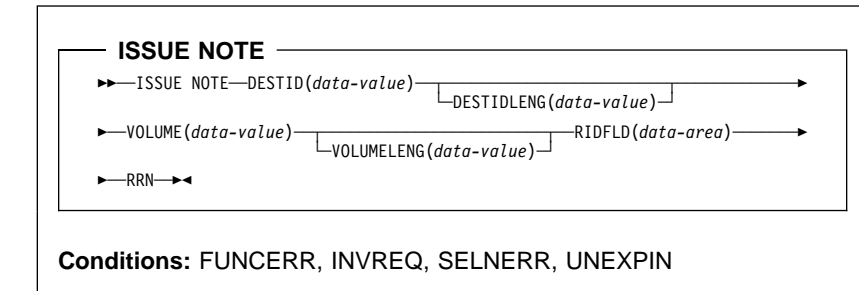 ISSUE NOTE
►►─ISSUE NOTE─DESTID(data-value)
DESTIDLENG(data-value)
►─VOLUME(data-value)
VOLUMELENG(data-value)
RIDFLD(data-area)─►
►─RRN─►◄
Conditions: FUNCERR, INVREQ, SELNERR, UNEXPIN